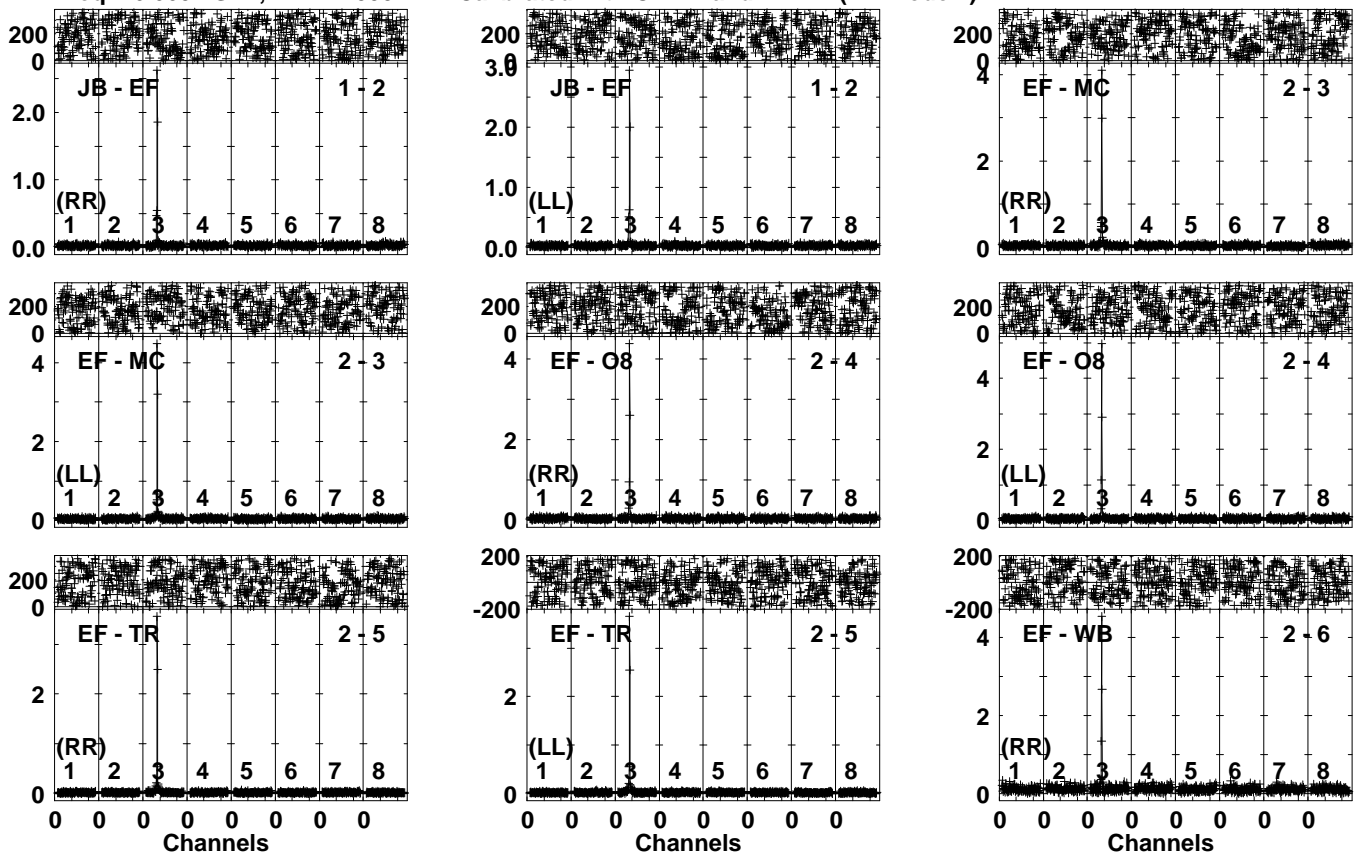 200 200 200
0 0 0
JB - EF 1 - 2 3.0 JB - EF 1 - 2 4 EF - MC 2 - 3
2.0 2.0 2
1.0 1.0
(RR) (LL) (RR)
1 2 3 4 5 6 7 8 1 2 3 4 5 6 7 8 1 2 3 4 5 6 7 8
0.0 0.0 0
200 200 200
0 0 0
4 EF - MC 2 - 3 4 EF - O8 2 - 4 4 EF - O8 2 - 4
2 2 2
(LL) (RR) (LL)
1 2 3 4 5 6 7 8 1 2 3 4 5 6 7 8 1 2 3 4 5 6 7 8
0 0 0
200 200 200
0 -200 -200
EF - TR 2 - 5 EF - TR 2 - 5 4 EF - WB 2 - 6
2 2 2
(RR) (LL) (RR)
1 2 3 4 5 6 7 8 1 2 3 4 5 6 7 8 1 2 3 4 5 6 7 8
0 0 0
0 0 0 0 0 0 0 0 0 0 0 0 0 0 0 0 0 0 0 0 0 0 0 0
Channels Channels Channels